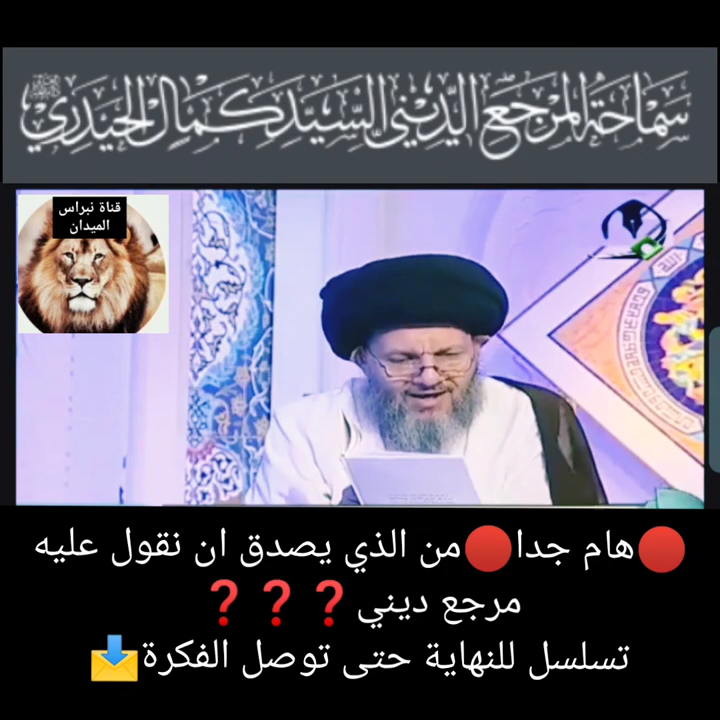 سماحة المرجع الديني السيد كمال الحيدري
قناة نبراس
الميدان
🔴هام جدا🔴من الذي يصدق ان نقول عليه
مرجع ديني❓❓❓
تسلسل للنهاية حتى توصل الفكرة📩